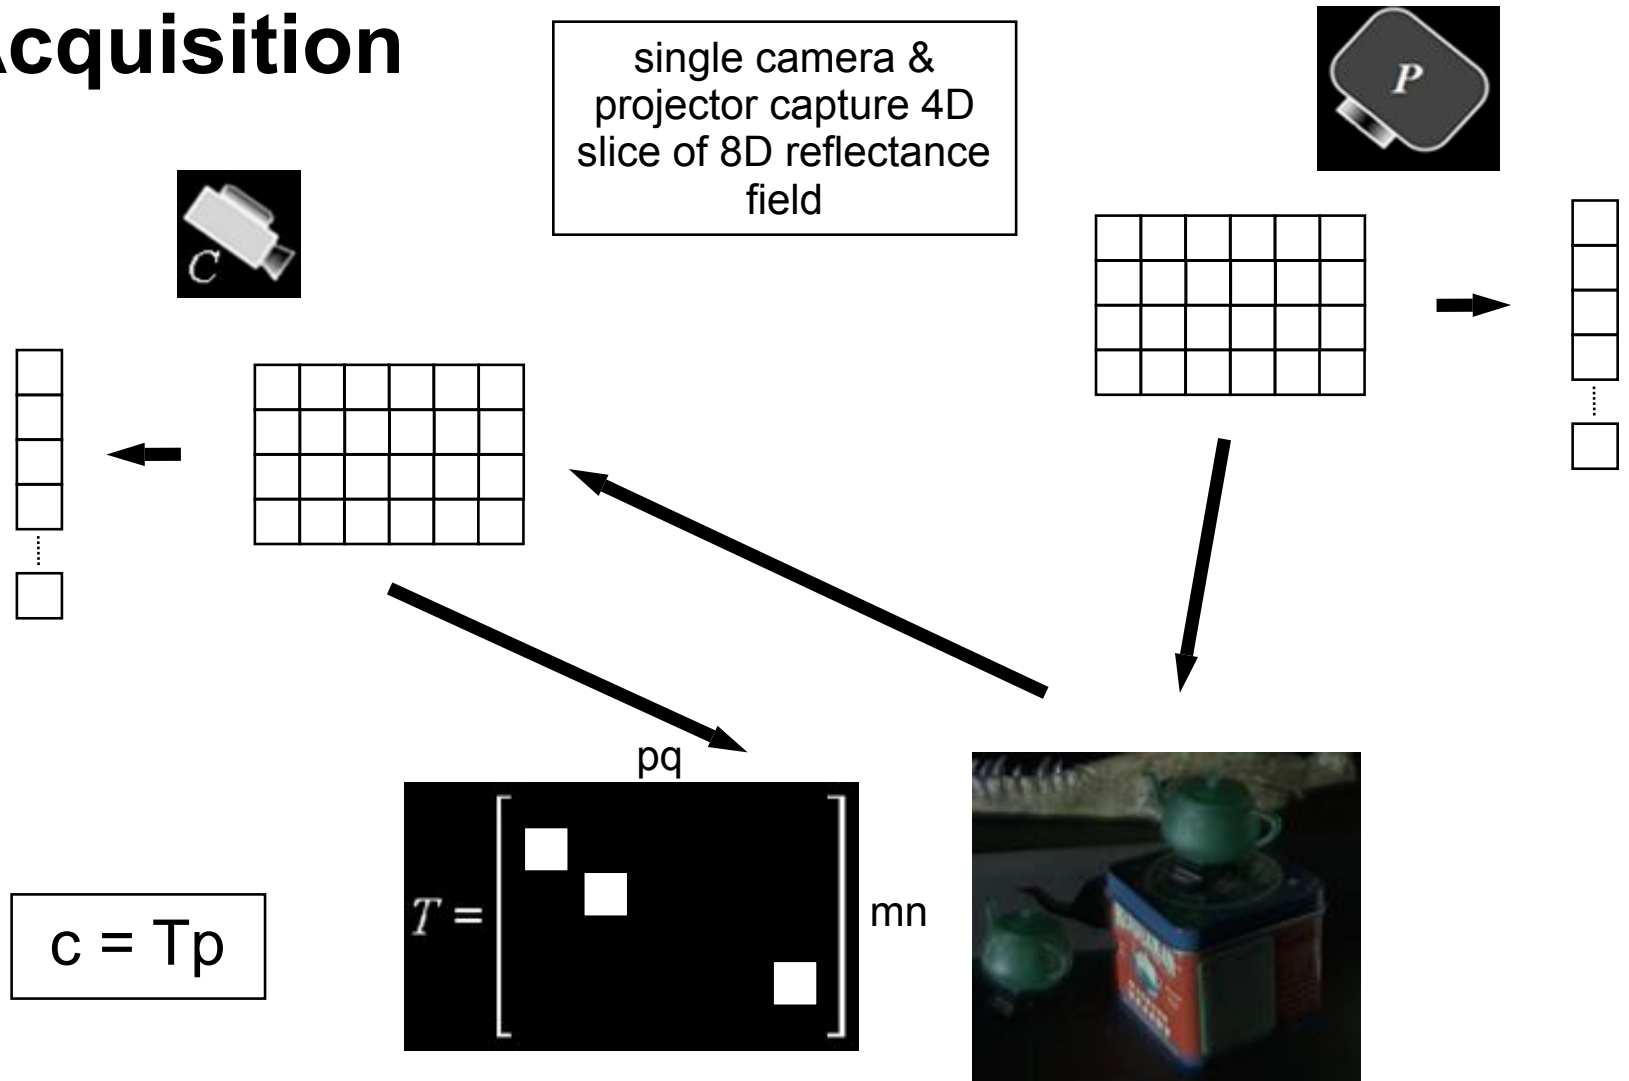 Acquisition
single camera &
projector capture 4D
slice of 8D reflectance
field
P
C
pq
T =
mn
c = Tp